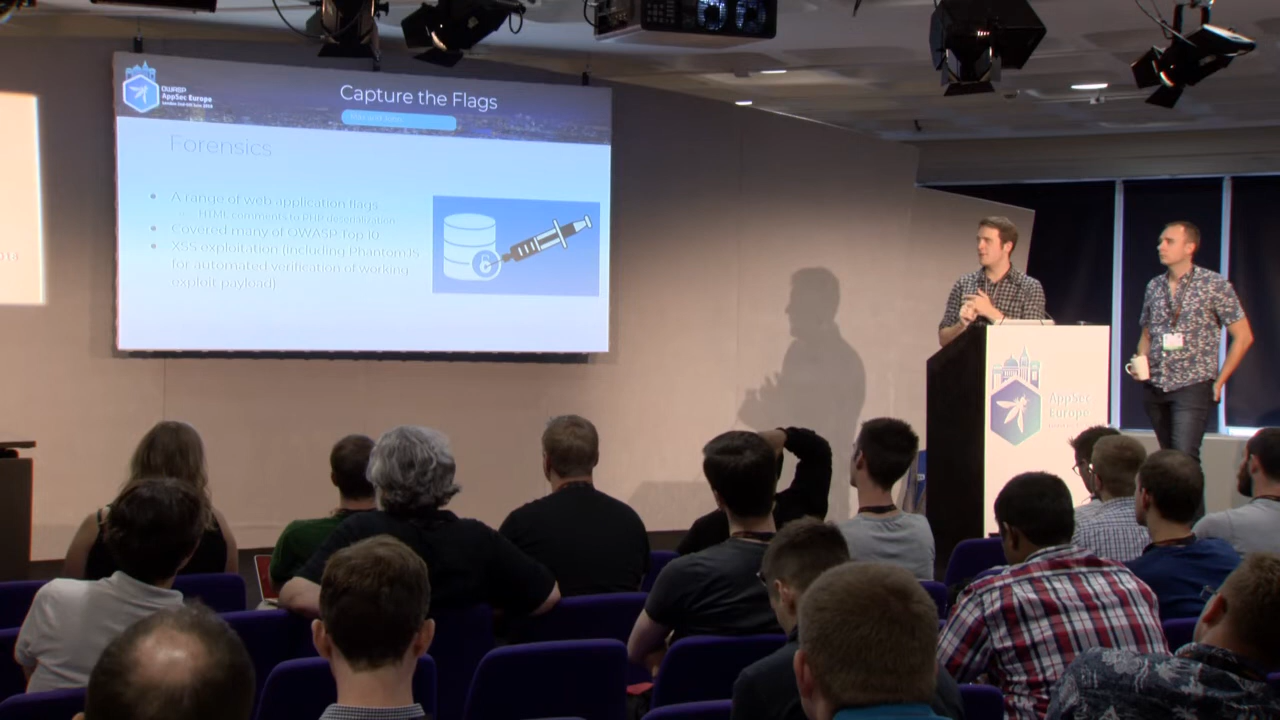 OWASP
AppSec Europe
Capture the Flags
Forensics
A range of web application flags
HTML comments to PHP deserialization
Covered many of OWASP Top 10
XSS exploitation including PhantomJS
for automated verification of working
exploit payload)
AppSec
Europe